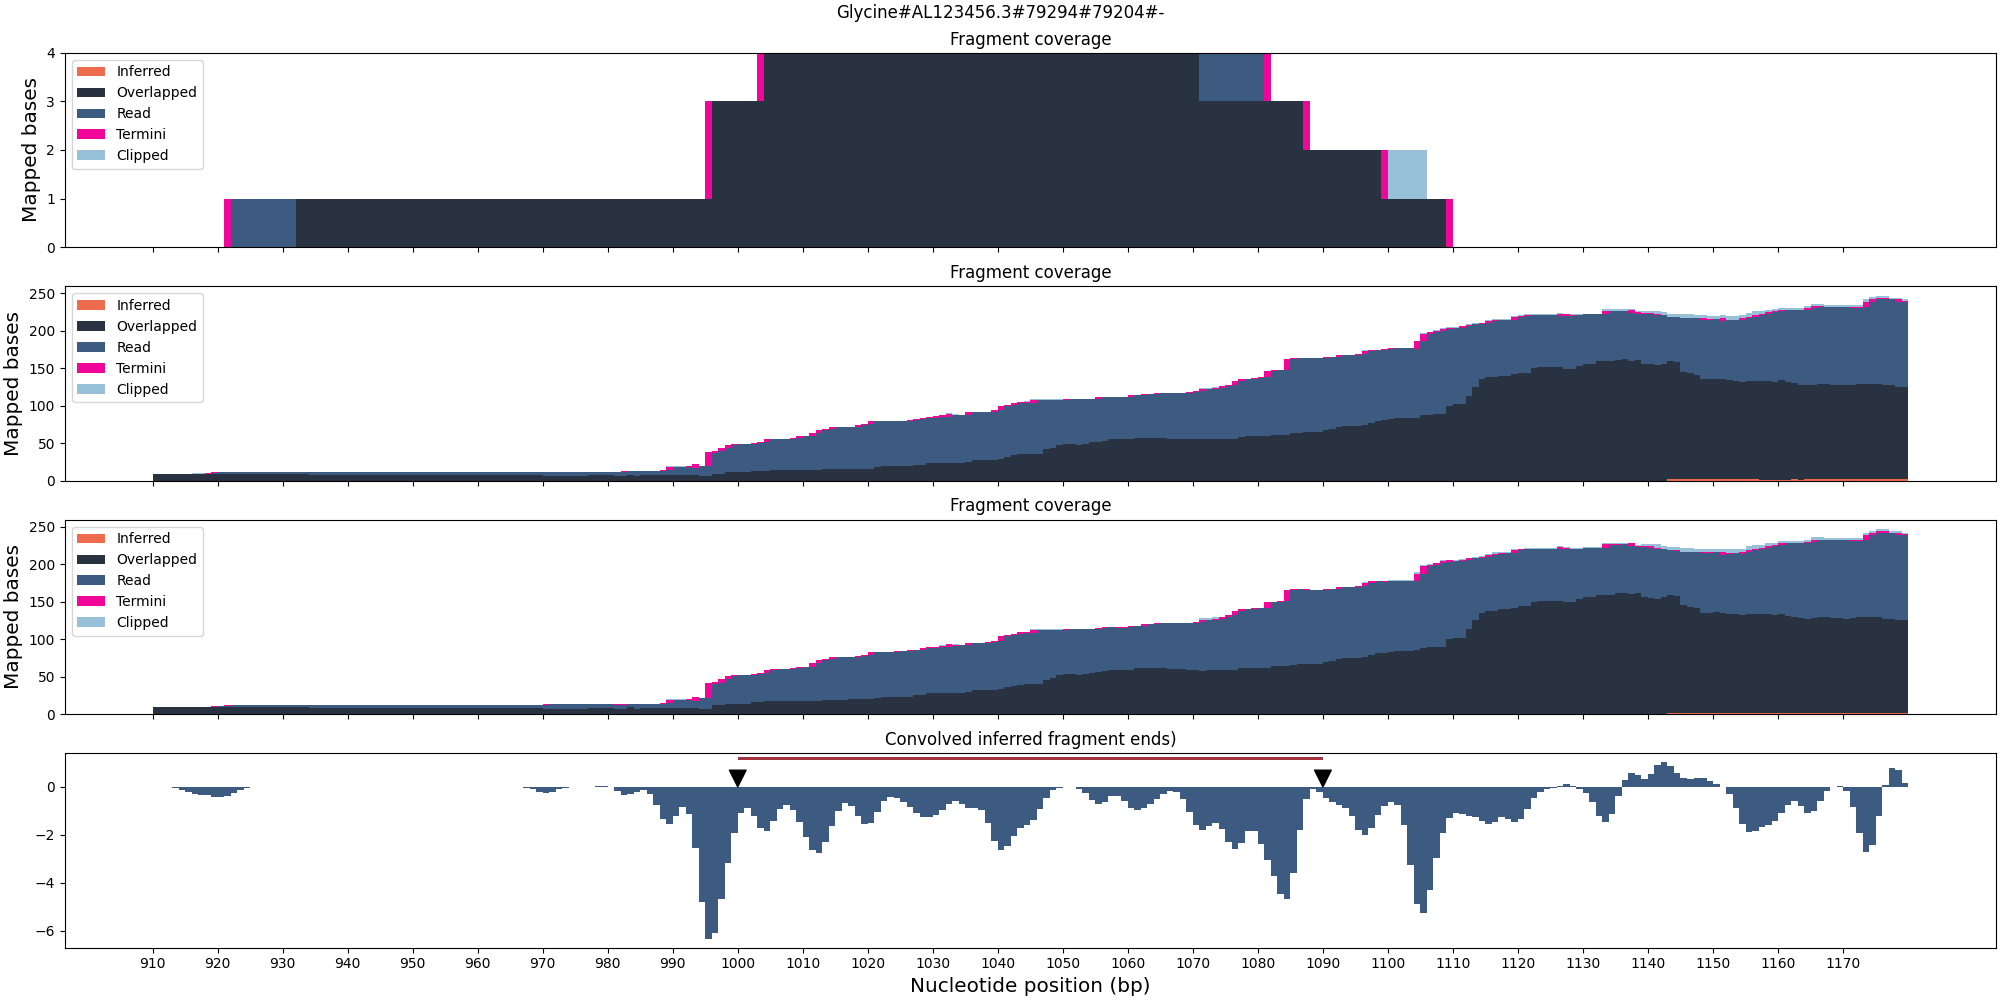 Glycine#AL123456.3#79294#79204#-
Fragment coverage
Mapped bases
4
3
2
1
0
Inferred
Overlapped
Read
Termini
Clipped
Fragment coverage
Mapped bases
250
200
150
100
50
0
Inferred
Overlapped
Read
Termini
Clipped
Fragment coverage
Mapped bases
250
200
150
100
50
0
Inferred
Overlapped
Read
Termini
Clipped
Convolved inferred fragment ends)
0
−2
−4
−6
910 920 930 940 950 960 970 980 990 1000 1010 1020 1030 1040 1050 1060 1070 1080 1090 1100 1110 1120 1130 1140 1150 1160 1170
Nucleotide position (bp)